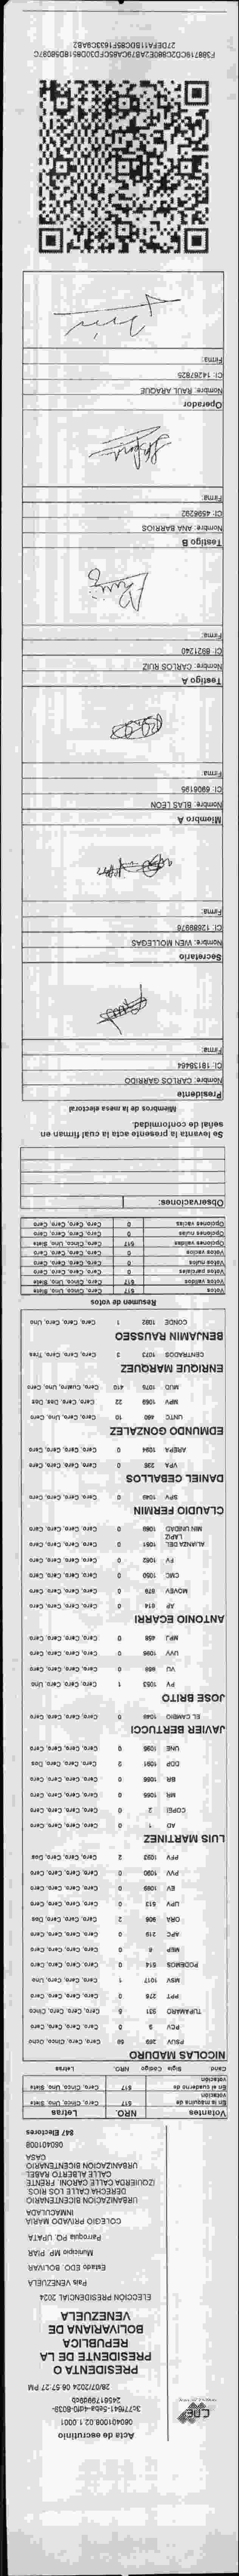 CNE
Acta de escrutinio
060401008.02.1.0001
3c77f641-5eba-4df0-8039-
24561799d9cb
28/07/2024 06:57:27 PM
PRESIDENTA O
PRESIDENTE DE LA
REPUBLICA
BOLIVARIANA DE
VENEZUELA
ELECCIÓN PRESIDENCIAL 2024
País VENEZUELA
Estado EDO. BOLIVAR
Municipio MP. PIAR
Parroquia PQ. UPATA
COLEGIO PRIVADO MARIA
INMACULADA
URBANIZACION BICENTENARIO
DERECHA CALLE LOS RIOS.
IZQUIERDA CALLE CARONI. FRENTE
CALLE ALBERTO RABEL
URBANIZACION BICENTENARIO
CASA
060401008
847 Electores
Votantes NRO. Letras
En la máquina de votación 517 Cero, Cinco, Uno, Siete
En el cuaderno de votación 517 Cero, Cinco, Uno, Siete
Cand. Sigla Código NRO. Letras
NICOLAS MADURO
PSUV 269 58 Cero, Cero, Cinco, Ocho
PCV 9 0 Cero, Cero, Cero, Cero
TUPAMARO 931 5 Cero, Cero, Cero, Cinco
PPT 276 0 Cero, Cero, Cero, Cero
MSV 1017 1 Cero, Cero, Cero, Uno
PODEMOS 514 0 Cero, Cero, Cero, Cero
MEP 6 0 Cero, Cero, Cero, Cero
APC 219 0 Cero, Cero, Cero, Cero
ORA 906 2 Cero, Cero, Cero, Dos
UPV 513 0 Cero, Cero, Cero, Cero
EV 1089 0 Cero, Cero, Cero, Cero
PVV 1090 0 Cero, Cero, Cero, Cero
PFV 1093 2 Cero, Cero, Cero, Dos
LUIS MARTINEZ
AD 1 0 Cero, Cero, Cero, Cero
COPEI 2 0 Cero, Cero, Cero, Cero
MR 1065 0 Cero, Cero, Cero, Cero
BR 1066 0 Cero, Cero, Cero, Cero
DDP 1091 2 Cero, Cero, Cero, Dos
UNE 1095 0 Cero, Cero, Cero, Cero
JAVIER BERTUCCI
EL CAMBIO 1048 0 Cero, Cero, Cero, Cero
JOSE BRITO
PV 1053 1 Cero, Cero, Cero, Uno
VU 868 0 Cero, Cero, Cero, Cero
UVV 1096 0 Cero, Cero, Cero, Cero
MPJ 458 0 Cero, Cero, Cero, Cero
ANTONIO ECARRI
AP 614 0 Cero, Cero, Cero, Cero
MOVEV 879 0 Cero, Cero, Cero, Cero
CMC 1050 0 Cero, Cero, Cero, Cero
FV 1062 0 Cero, Cero, Cero, Cero
ALIANZA DEL LAPIZ 1051 0 Cero, Cero, Cero, Cero
MIN UNIDAD 1069 0 Cero, Cero, Cero, Cero
CLAUDIO FERMIN
SPV 1049 0 Cero, Cero, Cero, Cero
DANIEL CEBALLOS
VPA 236 0 Cero, Cero, Cero, Cero
AREPA 1094 0 Cero, Cero, Cero, Cero
EDMUNDO GONZALEZ
UNTC 460 10 Cero, Cero, Uno, Cero
MPV 1069 22 Cero, Cero, Dos, Dos
MUD 1075 410 Cero, Cuatro, Uno, Cero
ENRIQUE MARQUEZ
CENTRADOS 1073 3 Cero, Cero, Cero, Tres
BENJAMIN RAUSSEO
CONDE 1092 1 Cero, Cero, Cero, Uno
Resumen de votos
Votos 517 Cero, Cinco, Uno, Siete
Votos validos 517 Cero, Cinco, Uno, Siete
Votos parciales 0 Cero, Cero, Cero, Cero
Votos nulos 0 Cero, Cero, Cero, Cero
Votos vacios 0 Cero, Cero, Cero, Cero
Opciones validas 517 Cero, Cinco, Uno, Siete
Opciones nulas 0 Cero, Cero, Cero, Cero
Opciones vacias 0 Cero, Cero, Cero, Cero
Observaciones:
Se levanta la presente acta la cual firman en
señal de conformidad.
Miembros de la mesa electoral
Presidente
Nombre: CARLOS GARRIDO
CI: 18138464
Firma:
Secretario
Nombre: WEN MOLLEGAS
CI: 12689976
Firma:
Miembro A
Nombre: BLAS LEON
CI: 6906195
Firma:
Testigo A
Nombre: CARLOS RUIZ
CI: 8921240
Firma:
Testigo B
Nombre: ANA BARRIOS
CI: 4596292
Firma:
Operador
Nombre: RAUL ARAQUE
CI: 14267825
Firma: